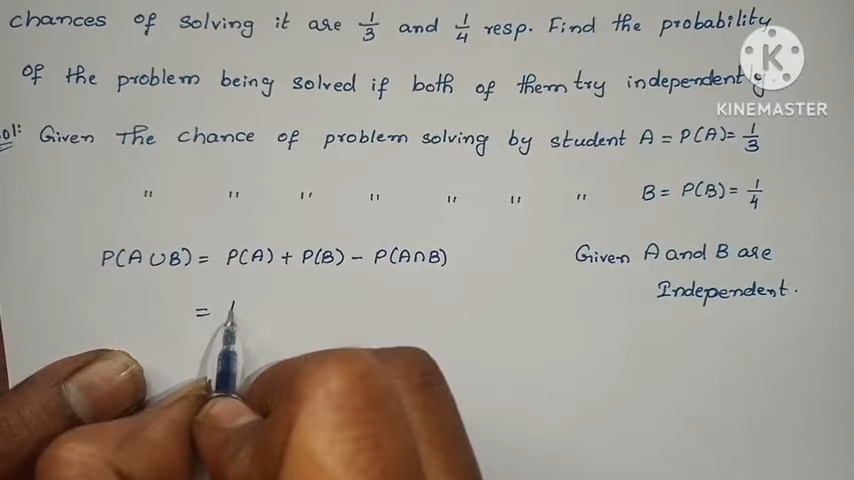 chances of solving it are 1/3 and 1/4 resp. Find the probability
of the problem being solved if both of them try independently.
KINEMASTER
Sol: Given The chance of problem solving by student A = P(A) = 1/3
" " " " " " " B = P(B) = 1/4
P(A∪B) = P(A) + P(B) - P(A∩B) Given A and B are
Independent.
=